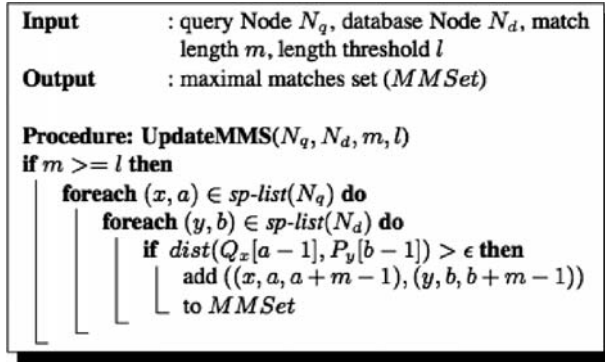 Input : query Node N_q, database Node N_d, match
length m, length threshold l
Output : maximal matches set (MMSet)
Procedure: UpdateMMS(N_q, N_d, m, l)
if m >= l then
foreach (x, a) ∈ sp-list(N_q) do
foreach (y, b) ∈ sp-list(N_d) do
if dist(Q_x[a − 1], P_y[b − 1]) > ϵ then
add ((x, a, a + m − 1), (y, b, b + m − 1))
to MMSet